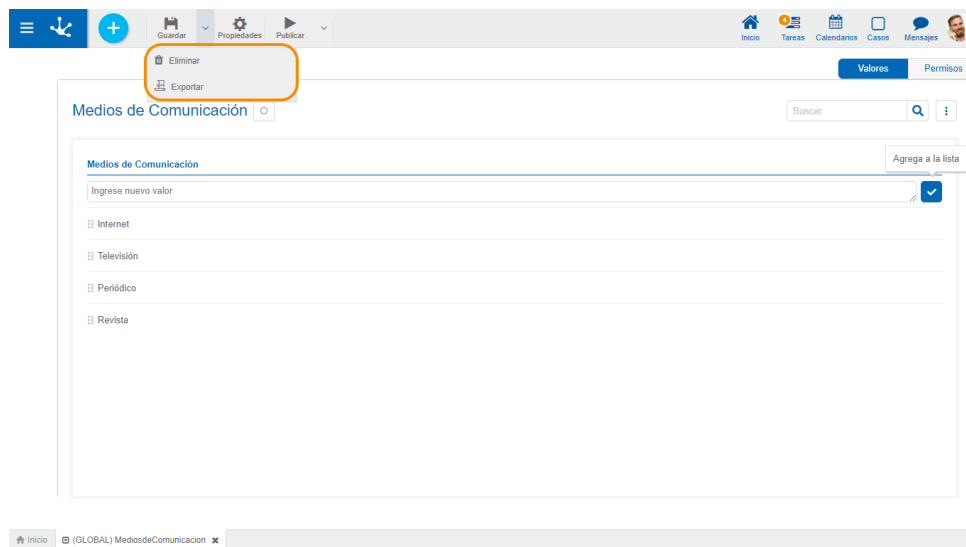 Guardar Propiedades Publicar Inicio 4 Tareas Calendarios Casos Mensajes
Eliminar
Valores Permisos
Exportar
Medios de Comunicación Buscar
Agrega a la lista
Medios de Comunicación
Ingrese nuevo valor
Internet
Televisión
Periódico
Revista
Inicio (GLOBAL) MediosdeComunicacion